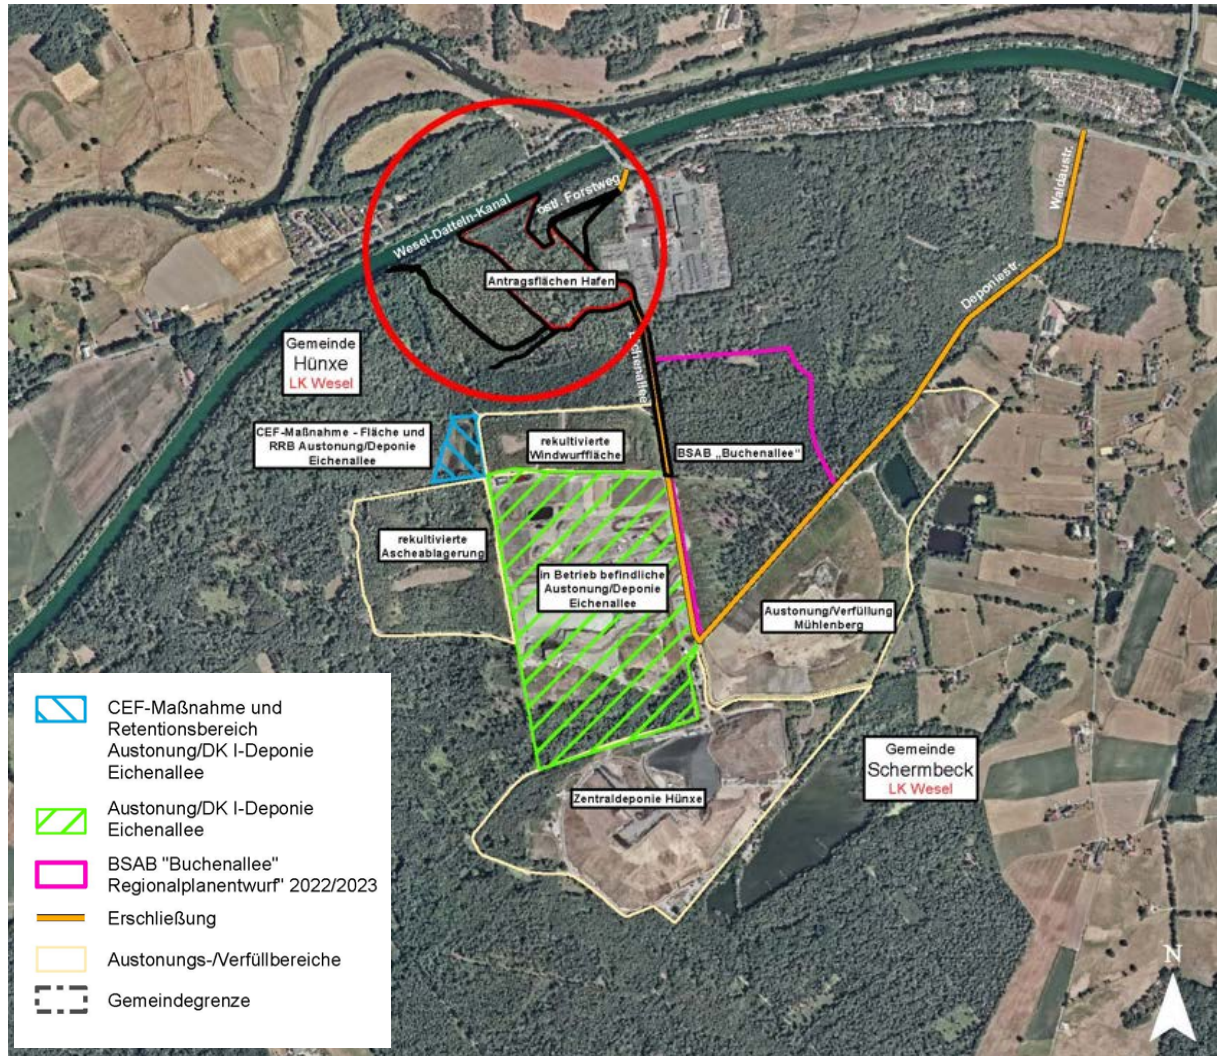 Waldaustr.
östl. Forstweg
Wesel-Datteln-Kanal
Antragsflächen Hafen
Deponiestr.
Gemeinde
Hünxe
LK Wesel
CEF-Maßnahme - Fläche und
RRB Austonung/Deponie
Eichenallee
rekultivierte
Windwurffläche
BSAB „Buchenallee"
rekultivierte
Ascheablagerung
in Betrieb befindliche
Austonung/Deponie
Eichenallee
Austonung/Verfüllung
Mühlenberg
Gemeinde
Schermbeck
LK Wesel
Zentraldeponie Hünxe
CEF-Maßnahme und
Retentionsbereich
Austonung/DK I-Deponie
Eichenallee
Austonung/DK I-Deponie
Eichenallee
BSAB "Buchenallee"
Regionalplanentwurf" 2022/2023
Erschließung
Austonungs-/Verfüllbereiche
Gemeindegrenze
N